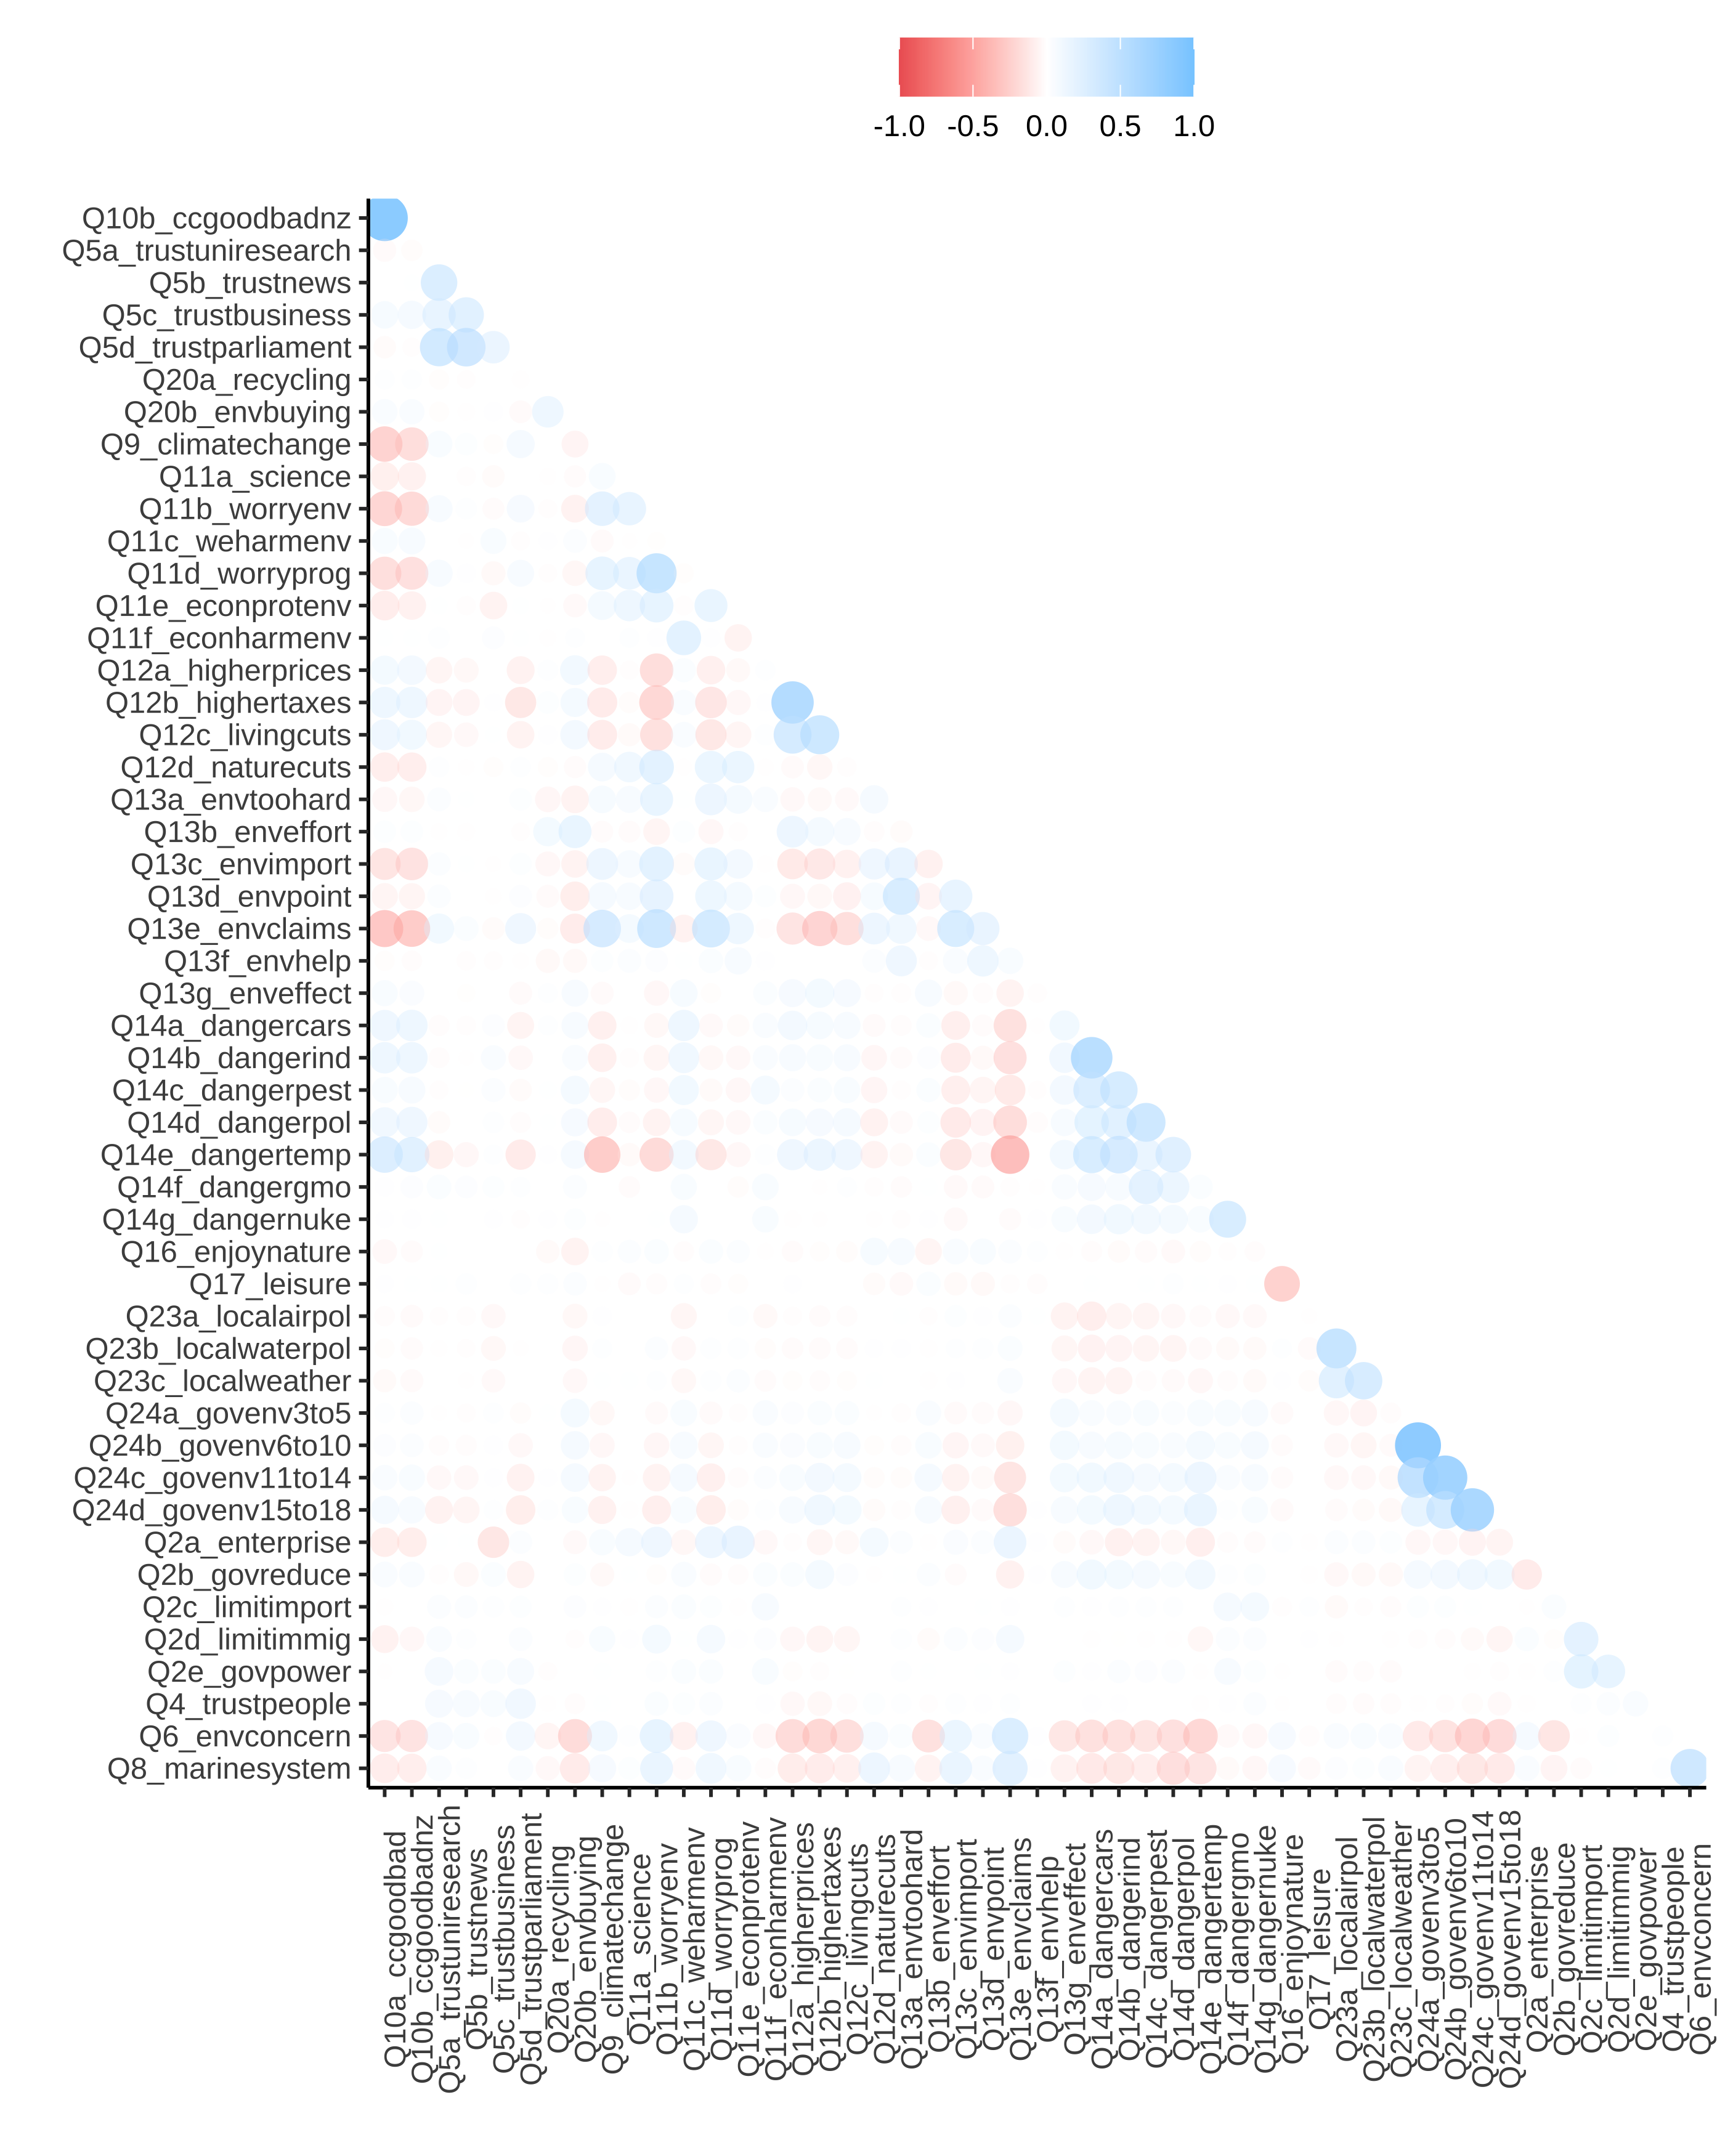 -1.0 -0.5 0.0 0.5 1.0
Q10b_ccgoodbadnz
Q5a_trustuniresearch
Q5b_trustnews
Q5c_trustbusiness
Q5d_trustparliament
Q20a_recycling
Q20b_envbuying
Q9_climatechange
Q11a_science
Q11b_worryenv
Q11c_weharmenv
Q11d_worryprog
Q11e_econprotenv
Q11f_econharmenv
Q12a_higherprices
Q12b_highertaxes
Q12c_livingcuts
Q12d_naturecuts
Q13a_envtoohard
Q13b_enveffort
Q13c_envimport
Q13d_envpoint
Q13e_envclaims
Q13f_envhelp
Q13g_enveffect
Q14a_dangercars
Q14b_dangerind
Q14c_dangerpest
Q14d_dangerpol
Q14e_dangertemp
Q14f_dangergmo
Q14g_dangernuke
Q16_enjoynature
Q17_leisure
Q23a_localairpol
Q23b_localwaterpol
Q23c_localweather
Q24a_govenv3to5
Q24b_govenv6to10
Q24c_govenv11to14
Q24d_govenv15to18
Q2a_enterprise
Q2b_govreduce
Q2c_limitimport
Q2d_limitimmig
Q2e_govpower
Q4_trustpeople
Q6_envconcern
Q8_marinesystem
Q10a_ccgoodbad
Q10b_ccgoodbadnz
Q5a_trustuniresearch
Q5b_trustnews
Q5c_trustbusiness
Q5d_trustparliament
Q20a_recycling
Q20b_envbuying
Q9_climatechange
Q11a_science
Q11b_worryenv
Q11c_weharmenv
Q11d_worryprog
Q11e_econprotenv
Q11f_econharmenv
Q12a_higherprices
Q12b_highertaxes
Q12c_livingcuts
Q12d_naturecuts
Q13a_envtoohard
Q13b_enveffort
Q13c_envimport
Q13d_envpoint
Q13e_envclaims
Q13f_envhelp
Q13g_enveffect
Q14a_dangercars
Q14b_dangerind
Q14c_dangerpest
Q14d_dangerpol
Q14e_dangertemp
Q14f_dangergmo
Q14g_dangernuke
Q16_enjoynature
Q17_leisure
Q23a_localairpol
Q23b_localwaterpol
Q23c_localweather
Q24a_govenv3to5
Q24b_govenv6to10
Q24c_govenv11to14
Q24d_govenv15to18
Q2a_enterprise
Q2b_govreduce
Q2c_limitimport
Q2d_limitimmig
Q2e_govpower
Q4_trustpeople
Q6_envconcern